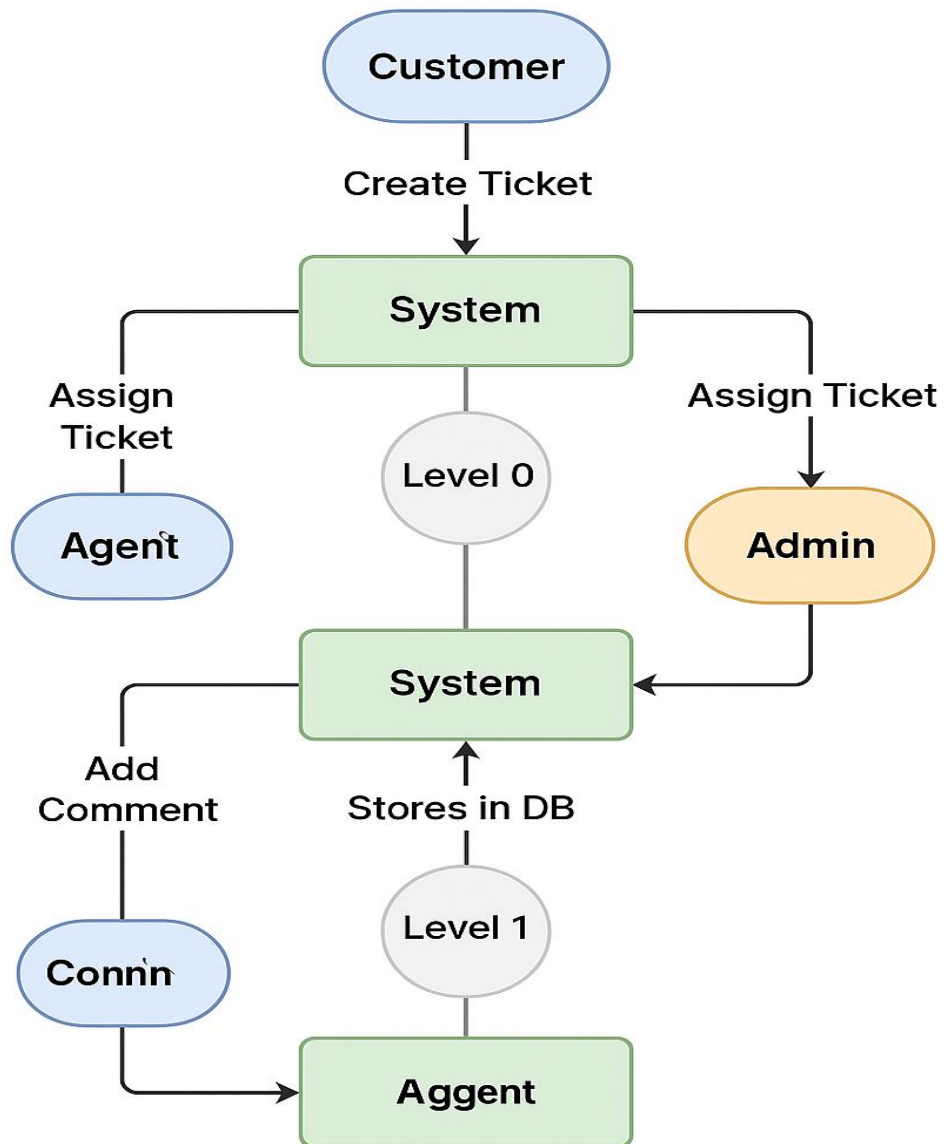 Customer
Create Ticket
System
Assign
Ticket
Assign Ticket
Level 0
Agent
Admin
System
Add
Comment
Stores in DB
Level 1
Aggent